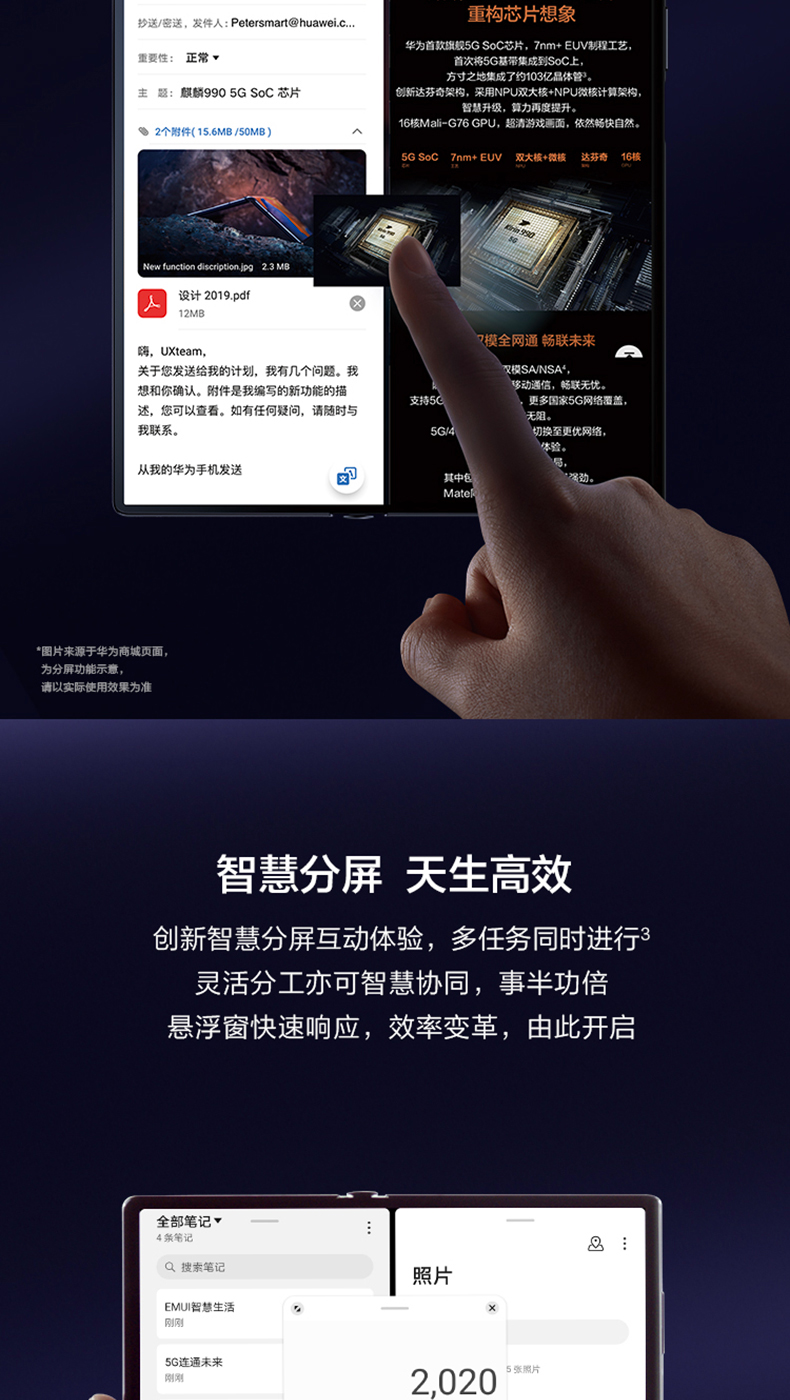 抄送/密送，发件人：Petersmart@huawei.c...
重要性： 正常
主 题： 麒麟990 5G SoC 芯片
2个附件( 15.6MB /50MB )
New function discription.jpg 2.3 MB
设计 2019.pdf
12MB
嗨，UXteam，
关于您发送给我的计划，我有几个问题。我
想和你确认。附件是我编写的新功能的描
述，您可以查看。如有任何疑问，请随时与
我联系。
从我的华为手机发送
重构芯片想象
华为首款旗舰5G SoC芯片，7nm+ EUV制程工艺，
首次将5G基带集成到SoC上，
方寸之地集成了约103亿晶体管³。
创新达芬奇架构，采用NPU双大核+NPU微核计算架构，
智慧升级，算力再度提升。
16核Mali-G76 GPU，超清游戏画面，依然畅快自然。
5G SoC 7nm+ EUV 双大核+微核 达芬奇 16核
Kirin 990
5G
双模全网通 畅联未来
双模SA/NSA⁴，
移动通信，畅联无忧。
支持5G，更多国家5G网络覆盖，
无阻。
5G/4 切换至更优网络，
体验。
局，
其中包 强劲。
Mate
*图片来源于华为商城页面，
为分屏功能示意，
请以实际使用效果为准
智慧分屏 天生高效
创新智慧分屏互动体验，多任务同时进行³
灵活分工亦可智慧协同，事半功倍
悬浮窗快速响应，效率变革，由此开启
全部笔记
4 条笔记
搜索笔记
EMUI智慧生活
刚刚
5G连通未来
刚刚
照片
5 张照片
2,020